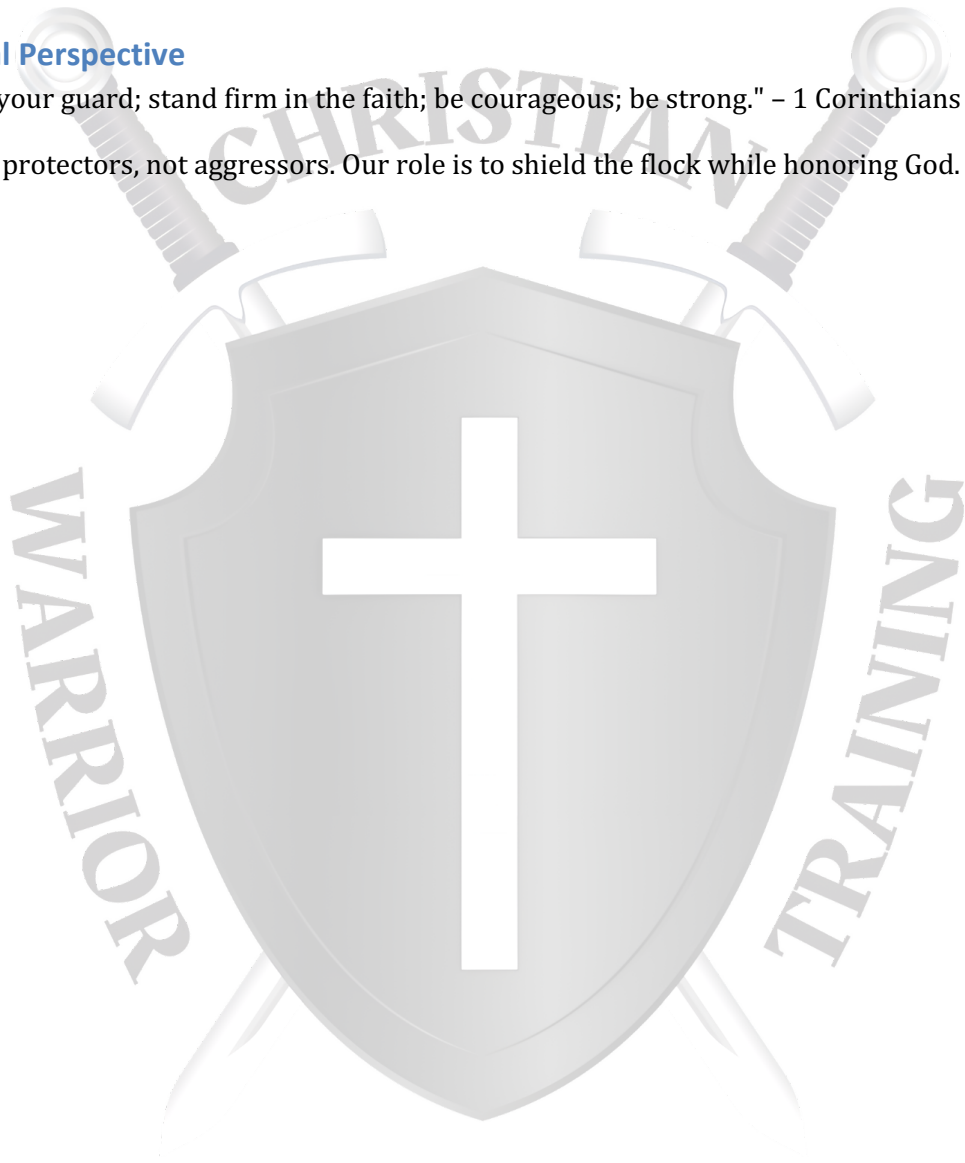 l Perspective
your guard; stand firm in the faith; be courageous; be strong." – 1 Corinthians
protectors, not aggressors. Our role is to shield the flock while honoring God.
CHRISTIAN
WARRIOR
TRAINING